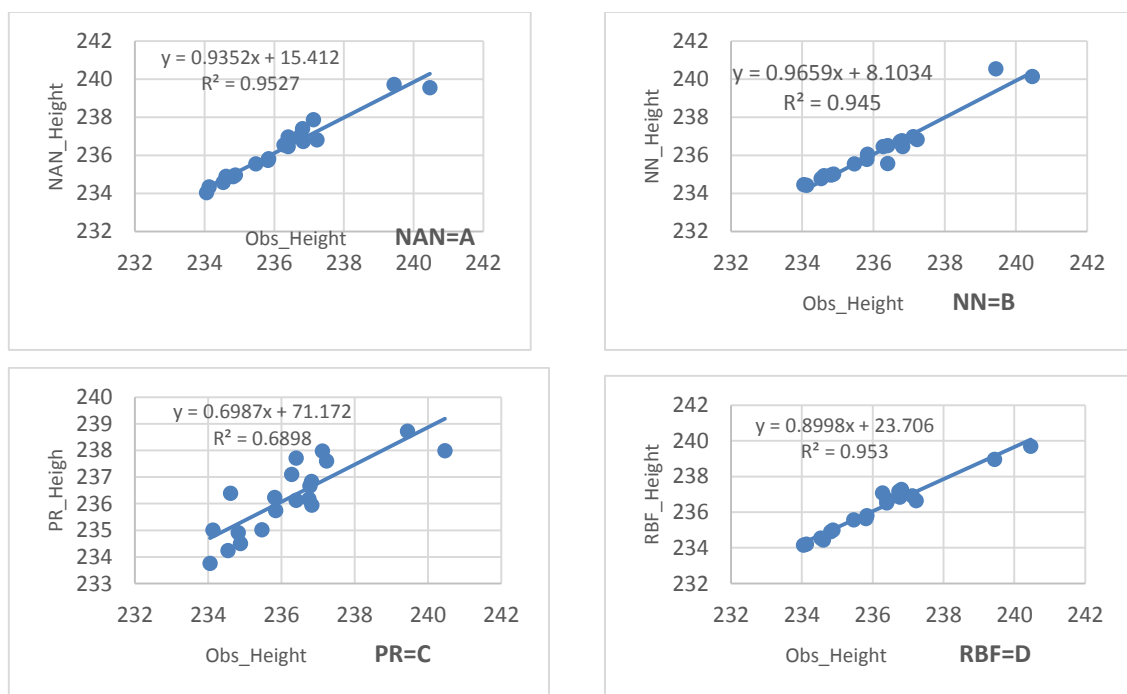 NAN_Height
242
240
238
236
234
232
y = 0.9352x + 15.412
R² = 0.9527
232 234 236 238 240 242
Obs_Height NAN=A
NN_Height
242
240
238
236
234
232
y = 0.9659x + 8.1034
R² = 0.945
232 234 236 238 240 242
Obs_Height NN=B
PR_Heigh
240
239
238
237
236
235
234
233
y = 0.6987x + 71.172
R² = 0.6898
232 234 236 238 240 242
Obs_Height PR=C
RBF_Height
242
240
238
236
234
232
y = 0.8998x + 23.706
R² = 0.953
232 234 236 238 240 242
Obs_Height RBF=D